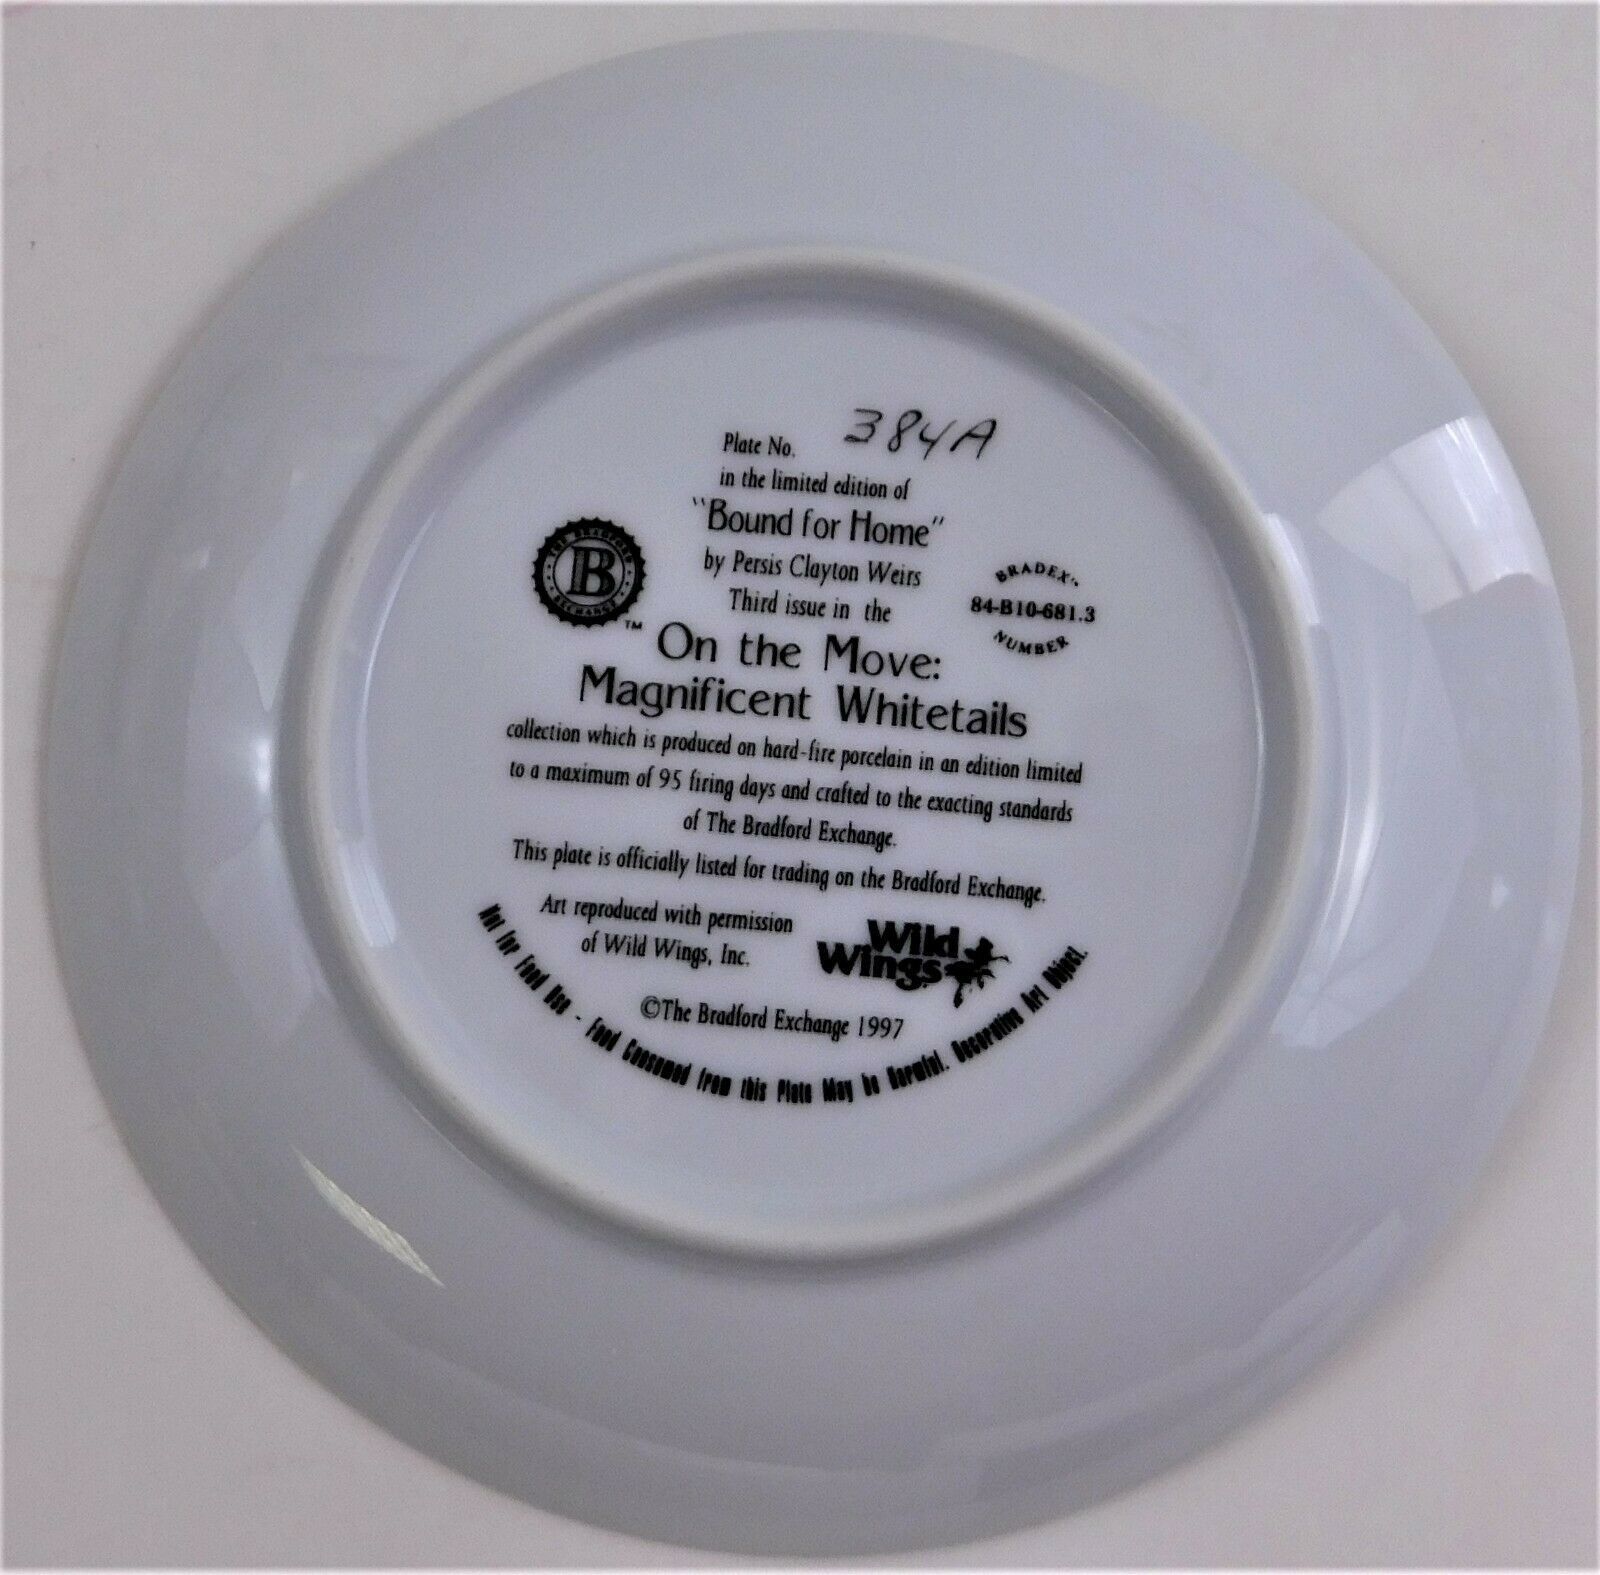 Plate No. 384A
in the limited edition of
"Bound for Home"
by Persis Clayton Weirs
Third issue in the
On the Move:
Magnificent Whitetails
collection which is produced on hard-fire porcelain in an edition limited
to a maximum of 95 firing days and crafted to the exacting standards
of The Bradford Exchange.
This plate is officially listed for trading on the Bradford Exchange.
Art reproduced with permission
of Wild Wings, Inc.
Wild
Wings
©The Bradford Exchange 1997
Not For Food Use - Food Consumed from this Plate May be Harmful. Decorative Art Object.
THE BRADFORD
B
EXCHANGE
TM
BRADEX
84-B10-681.3
NUMBER